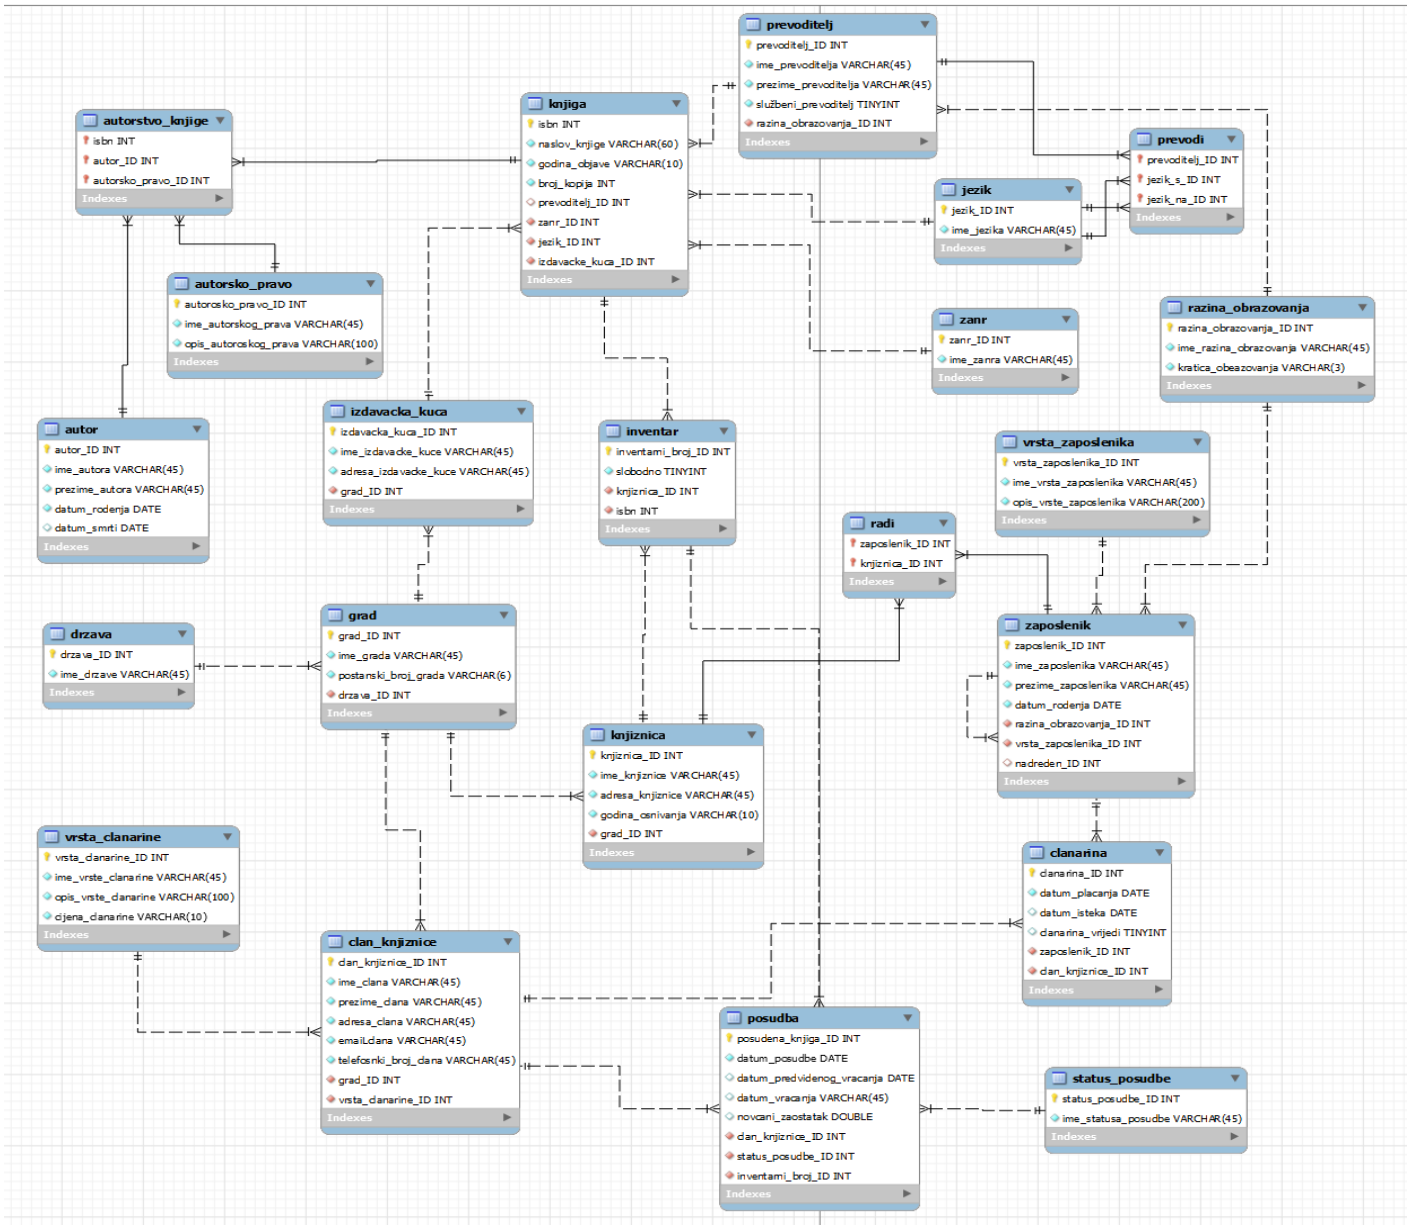 prevoditelj
prevoditelj_ID INT
ime_prevoditelja VARCHAR(45)
prezime_prevoditelja VARCHAR(45)
službeni_prevoditelj TINYINT
razina_obrazovanja_ID INT
Indexes
knjiga
isbn INT
naslov_knjige VARCHAR(60)
godina_objave VARCHAR(10)
broj_kopija INT
prevoditelj_ID INT
zanr_ID INT
jezik_ID INT
izdavacke_kuca_ID INT
Indexes
autorstvo_knjige
isbn INT
autor_ID INT
autorsko_pravo_ID INT
Indexes
prevodi
prevoditelj_ID INT
jezik_s_ID INT
jezik_na_ID INT
Indexes
jezik
jezik_ID INT
ime_jezika VARCHAR(45)
Indexes
autorsko_pravo
autorosko_pravo_ID INT
ime_autorskog_prava VARCHAR(45)
opis_autoroskog_prava VARCHAR(100)
Indexes
zanr
zanr_ID INT
ime_zanra VARCHAR(45)
Indexes
razina_obrazovanja
razina_obrazovanja_ID INT
ime_razina_obrazovanja VARCHAR(45)
kratica_obeazovanja VARCHAR(3)
Indexes
autor
autor_ID INT
ime_autora VARCHAR(45)
prezime_autora VARCHAR(45)
datum_rodenja DATE
datum_smrti DATE
Indexes
izdavacka_kuca
izdavacka_kuca_ID INT
ime_izdavacke_kuce VARCHAR(45)
adresa_izdavacke_kuce VARCHAR(45)
grad_ID INT
Indexes
inventar
inventarni_broj_ID INT
slobodno TINYINT
knjiznica_ID INT
isbn INT
Indexes
vrsta_zaposlenika
vrsta_zaposlenika_ID INT
ime_vrsta_zaposlenika VARCHAR(45)
opis_vrste_zaposlenika VARCHAR(200)
Indexes
radi
zaposlenik_ID INT
knjiznica_ID INT
Indexes
drzava
drzava_ID INT
ime_drzave VARCHAR(45)
Indexes
grad
grad_ID INT
ime_grada VARCHAR(45)
postanski_broj_grada VARCHAR(6)
drzava_ID INT
Indexes
zaposlenik
zaposlenik_ID INT
ime_zaposlenika VARCHAR(45)
prezime_zaposlenika VARCHAR(45)
datum_rodenja DATE
razina_obrazovanja_ID INT
vrsta_zaposlenika_ID INT
nadreden_ID INT
Indexes
knjiznica
knjiznica_ID INT
ime_knjiznice VARCHAR(45)
adresa_knjiznice VARCHAR(45)
godina_osnivanja VARCHAR(10)
grad_ID INT
Indexes
vrsta_clanarine
vrsta_clanarine_ID INT
ime_vrste_clanarine VARCHAR(45)
opis_vrste_clanarine VARCHAR(100)
cijena_clanarine VARCHAR(10)
Indexes
clanarina
clanarina_ID INT
datum_placanja DATE
datum_isteka DATE
clanarina_vrijedi TINYINT
zaposlenik_ID INT
clan_knjiznice_ID INT
Indexes
clan_knjiznice
clan_knjiznice_ID INT
ime_clana VARCHAR(45)
prezime_clana VARCHAR(45)
adresa_clana VARCHAR(45)
email_clana VARCHAR(45)
telefosnki_broj_clana VARCHAR(45)
grad_ID INT
vrsta_clanarine_ID INT
Indexes
posudba
posudena_knjiga_ID INT
datum_posudbe DATE
datum_predvidenog_vracanja DATE
datum_vracanja VARCHAR(45)
novcani_zaostatak DOUBLE
clan_knjiznice_ID INT
status_posudbe_ID INT
inventarni_broj_ID INT
Indexes
status_posudbe
status_posudbe_ID INT
ime_statusa_posudbe VARCHAR(45)
Indexes